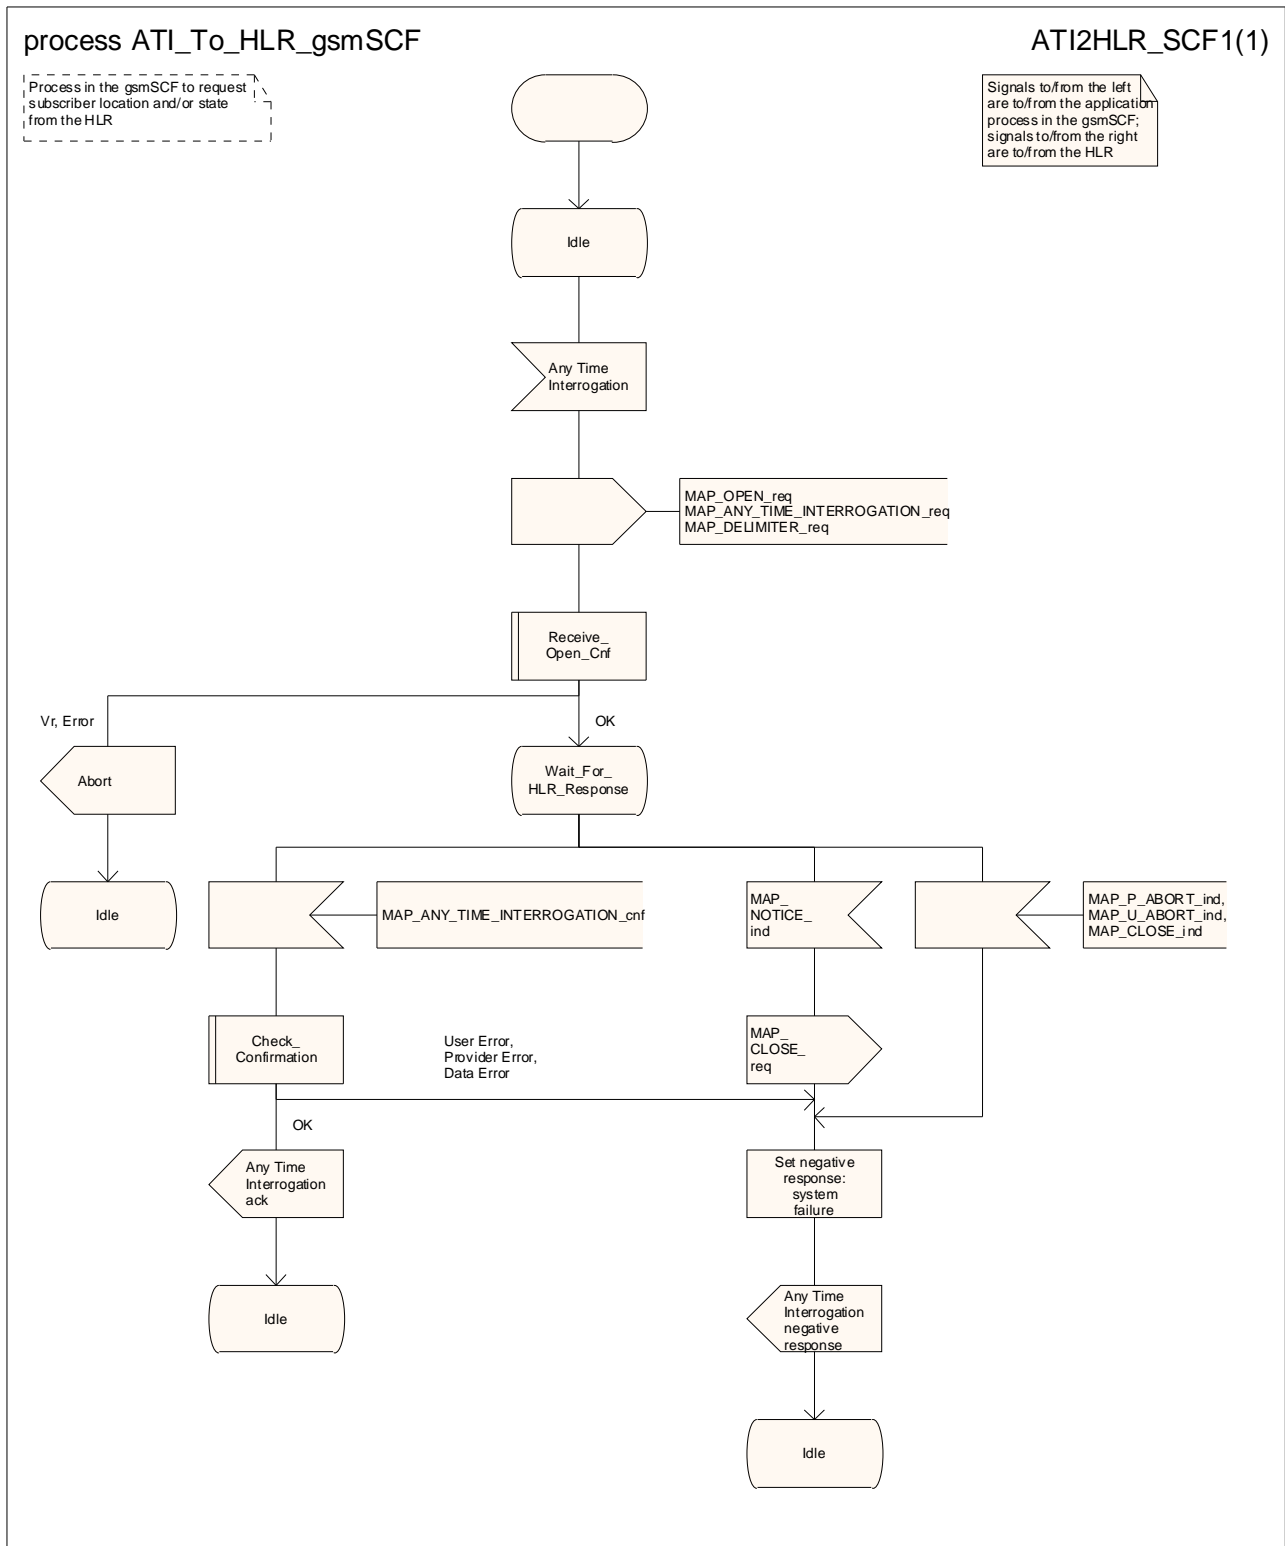 process ATI_To_HLR_gsmSCF
ATI2HLR_SCF1(1)
Process in the gsmSCF to request
subscriber location and/or state
from the HLR
Signals to/from the left
are to/from the application
process in the gsmSCF;
signals to/from the right
are to/from the HLR
Idle
Any Time
Interrogation
MAP_OPEN_req
MAP_ANY_TIME_INTERROGATION_req
MAP_DELIMITER_req
Receive_
Open_Cnf
Vr, Error
OK
Abort
Wait_For_
HLR_Response
Idle
MAP_ANY_TIME_INTERROGATION_cnf
MAP_
NOTICE_
ind
MAP_P_ABORT_ind,
MAP_U_ABORT_ind,
MAP_CLOSE_ind
Check_
Confirmation
User Error,
Provider Error,
Data Error
MAP_
CLOSE_
req
OK
Any Time
Interrogation
ack
Set negative
response:
system
failure
Idle
Any Time
Interrogation
negative
response
Idle